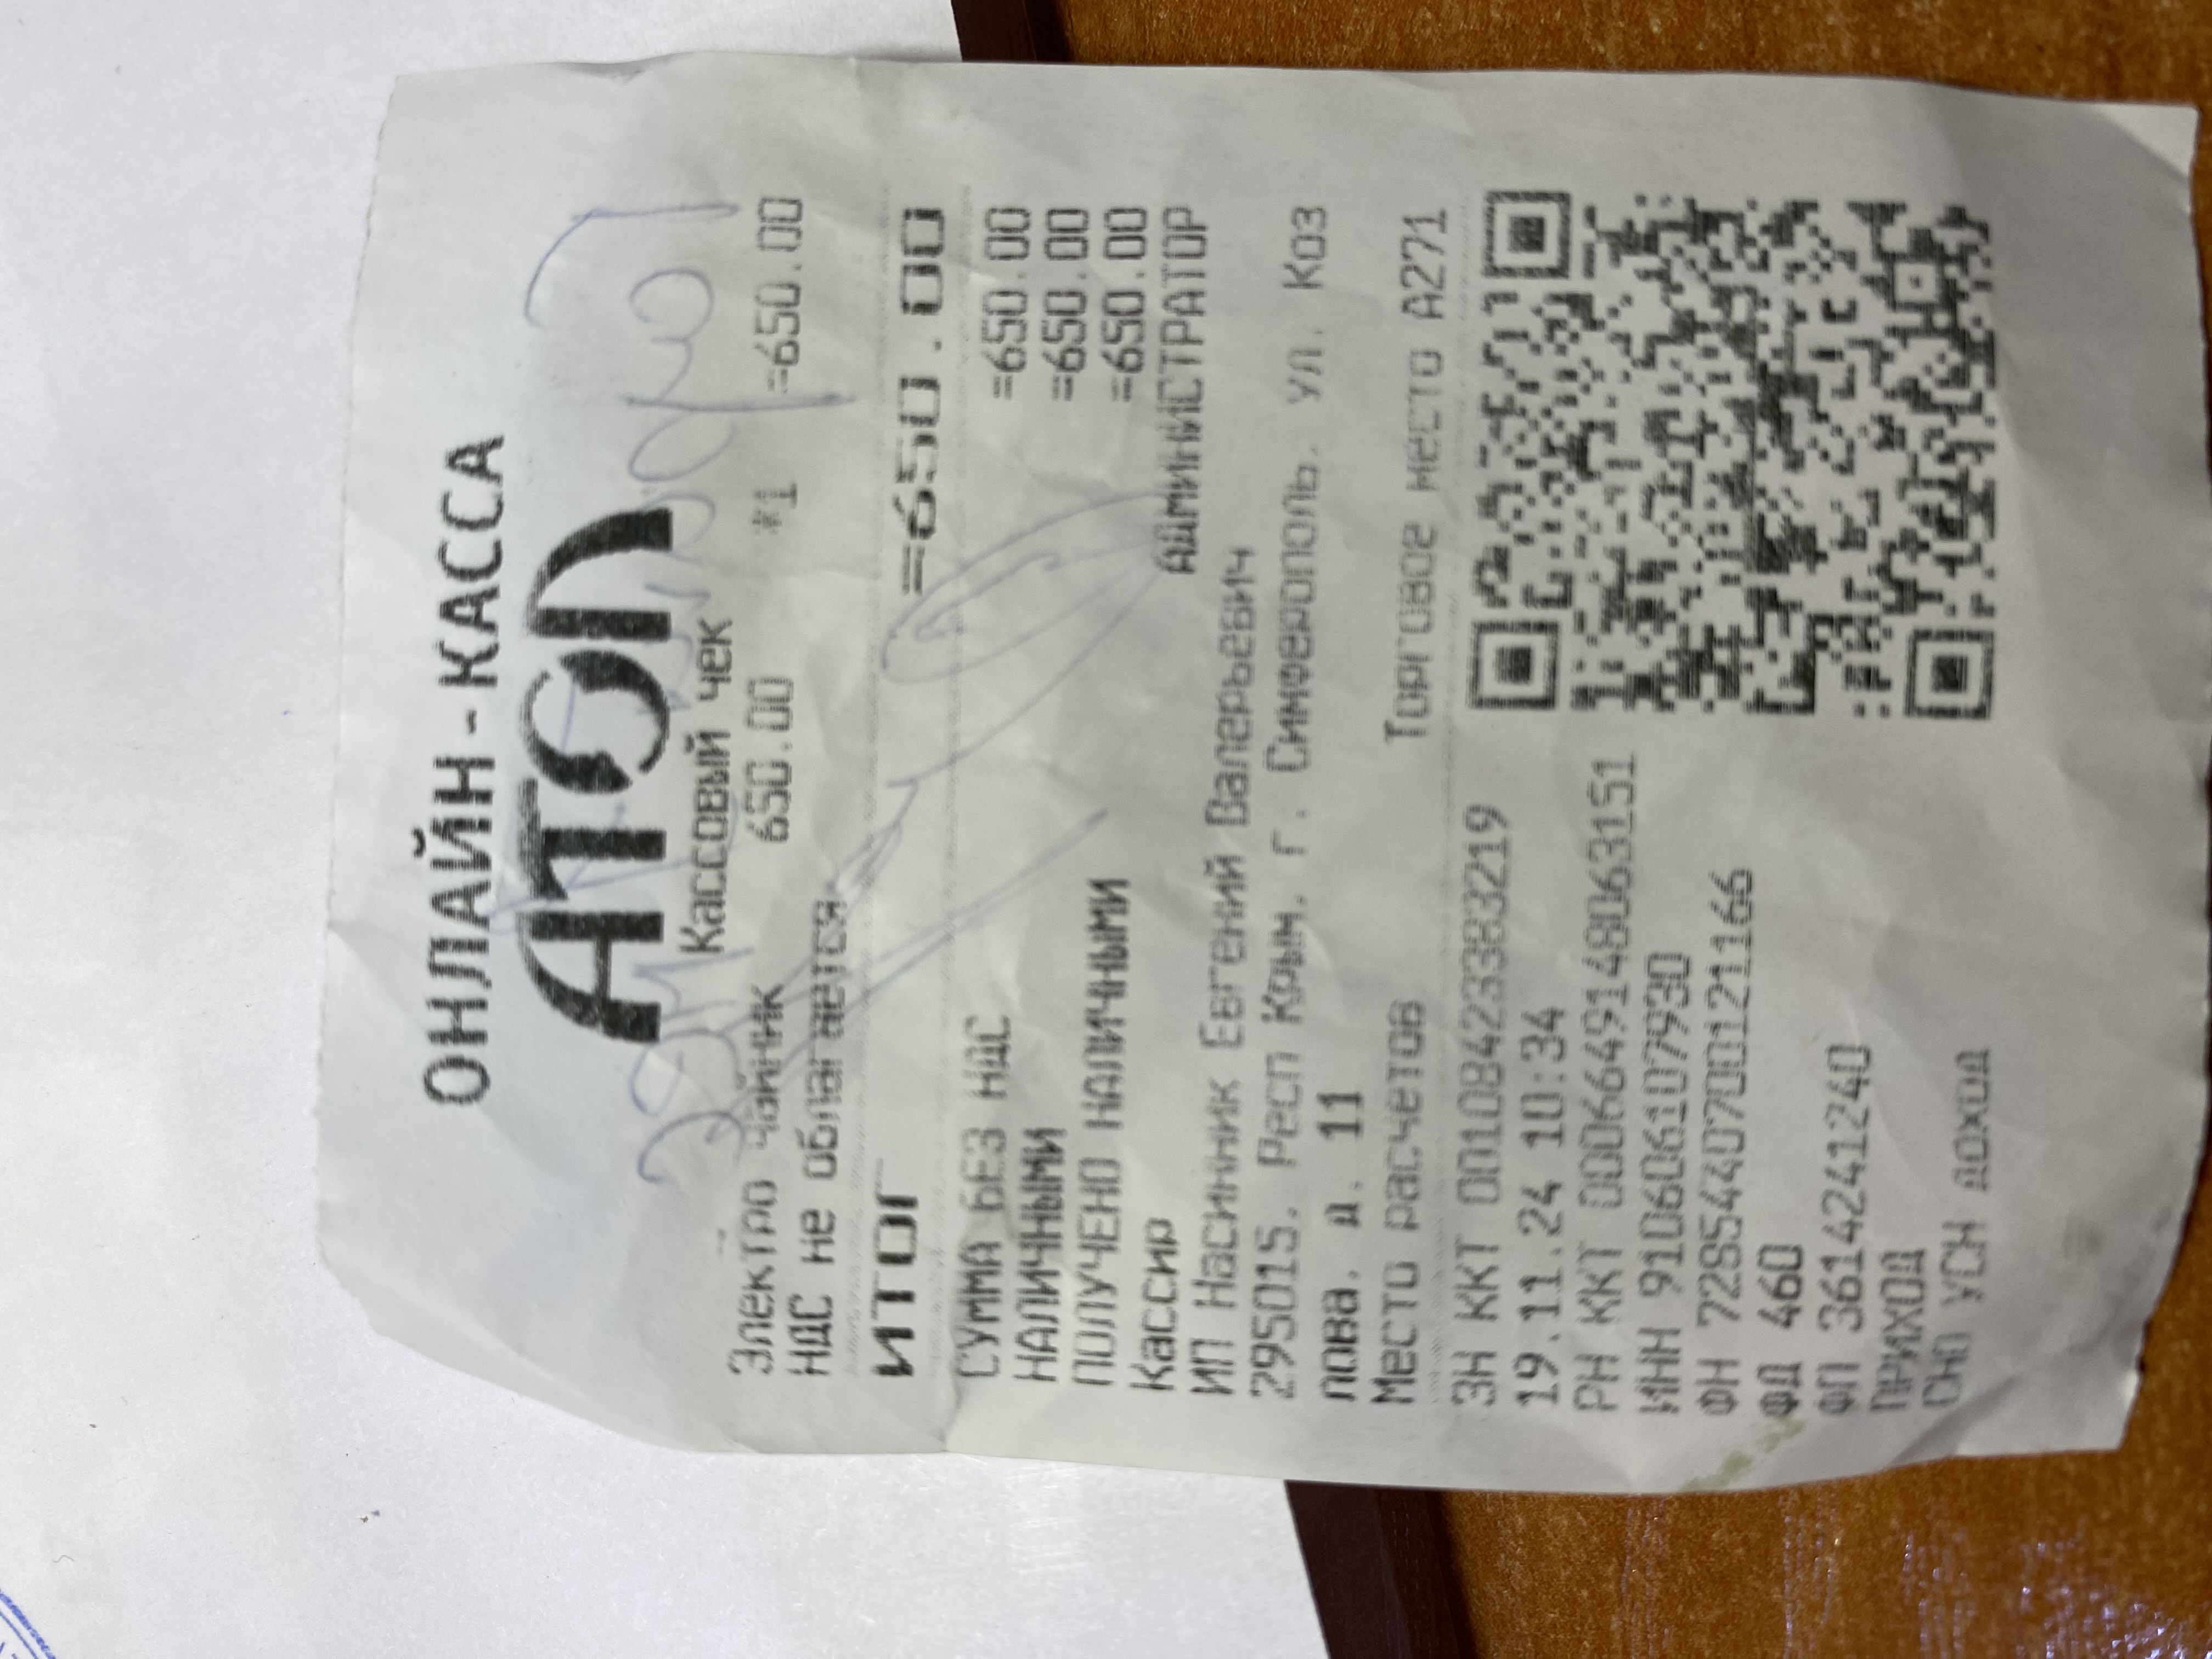 ОНЛАЙН-КАССА
АТОЛ
Кассовый чек
Электро чайник 650.00 *1 =650.00
НДС не облагается
ИТОГ =650.00
СУММА БЕЗ НДС =650.00
НАЛИЧНЫМИ =650.00
ПОЛУЧЕНО НАЛИЧНЫМИ =650.00
Кассир АДМИНИСТРАТОР
ИП Насинник Евгений Валерьевич
295015, Респ Крым, г. Симферополь, ул. Коз
лова, д. 11
Место расчетов Торговое место А271
ЗН ККТ 00108423383219
19.11.24 10:34
РН ККТ 0006649148063151
ИНН 910606107930
ФН 7285440700121166
ФД 460
ФП 3614241240
ПРИХОД
СНО УСН доход